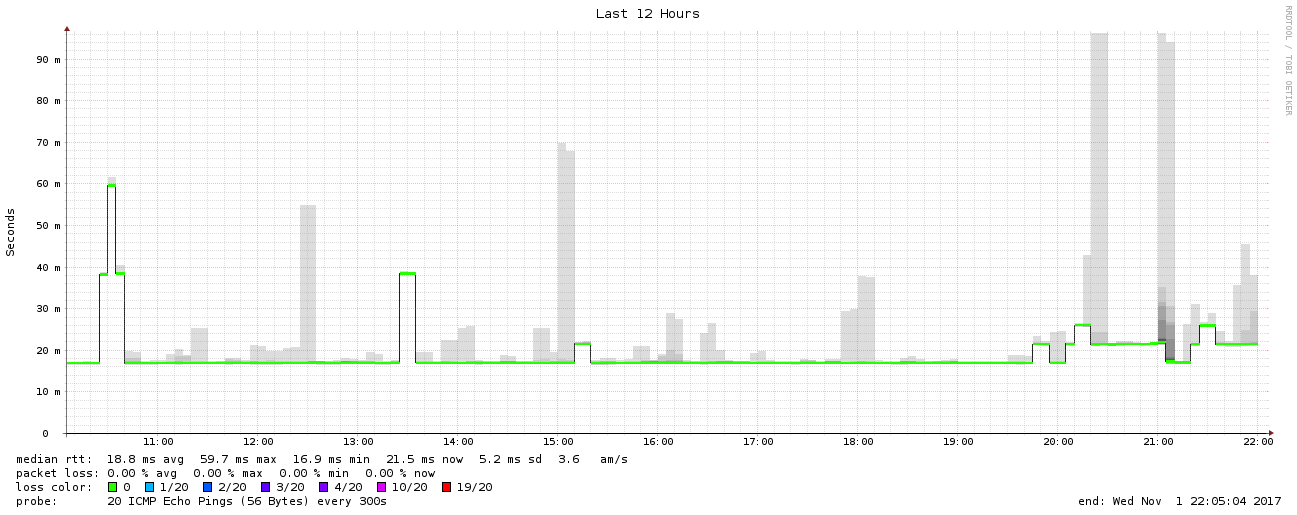 Last 12 Hours
RRDTOOL / TOBI OETIKER
Seconds
90 m
80 m
70 m
60 m
50 m
40 m
30 m
20 m
10 m
0
11:00 12:00 13:00 14:00 15:00 16:00 17:00 18:00 19:00 20:00 21:00 22:00
median rtt: 18.8 ms avg 59.7 ms max 16.9 ms min 21.5 ms now 5.2 ms sd 3.6 am/s
packet loss: 0.00 % avg 0.00 % max 0.00 % min 0.00 % now
loss color: 0 1/20 2/20 3/20 4/20 10/20 19/20
probe: 20 ICMP Echo Pings (56 Bytes) every 300s end: Wed Nov 1 22:05:04 2017